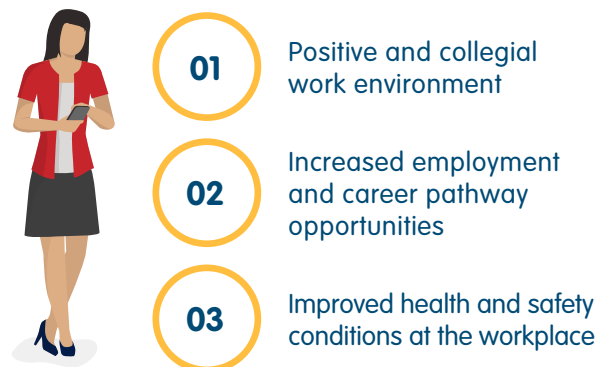 01
Positive and collegial
work environment
02
Increased employment
and career pathway
opportunities
03
Improved health and safety
conditions at the workplace